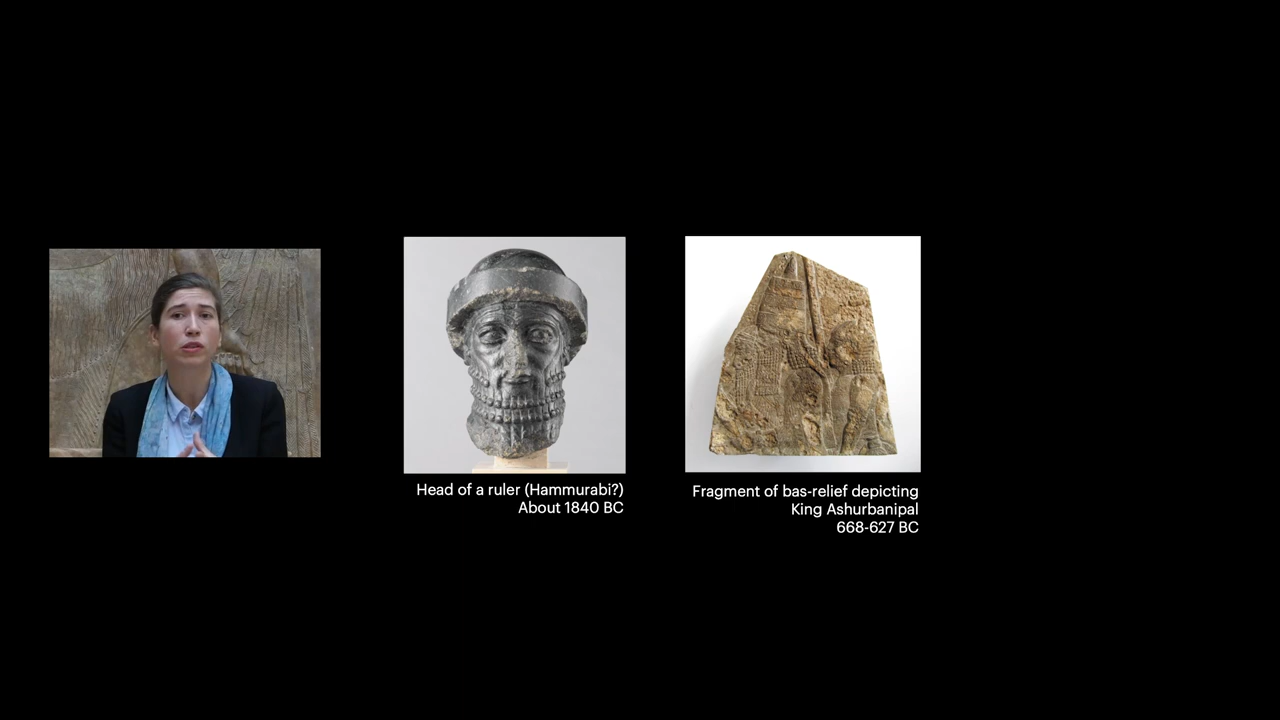 Head of a ruler (Hammurabi?)
About 1840 BC
Fragment of bas-relief depicting
King Ashurbanipal
668-627 BC